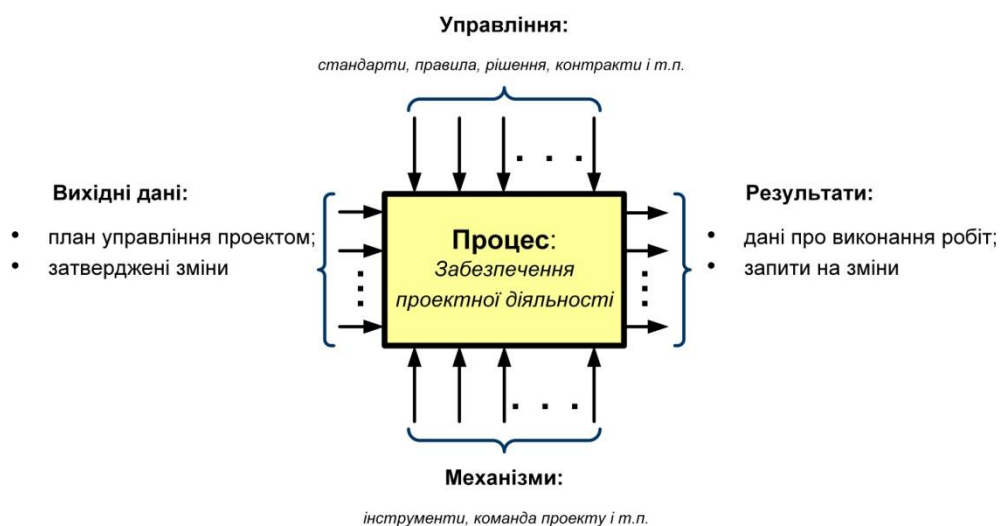 Управління:
стандарти, правила, рішення, контракти і т.п.
Вихідні дані:
• план управління проектом;
• затверджені зміни
Процес:
Забезпечення
проектної діяльності
Результати:
• дані про виконання робіт;
• запити на зміни
Механізми:
інструменти, команда проекту і т.п.